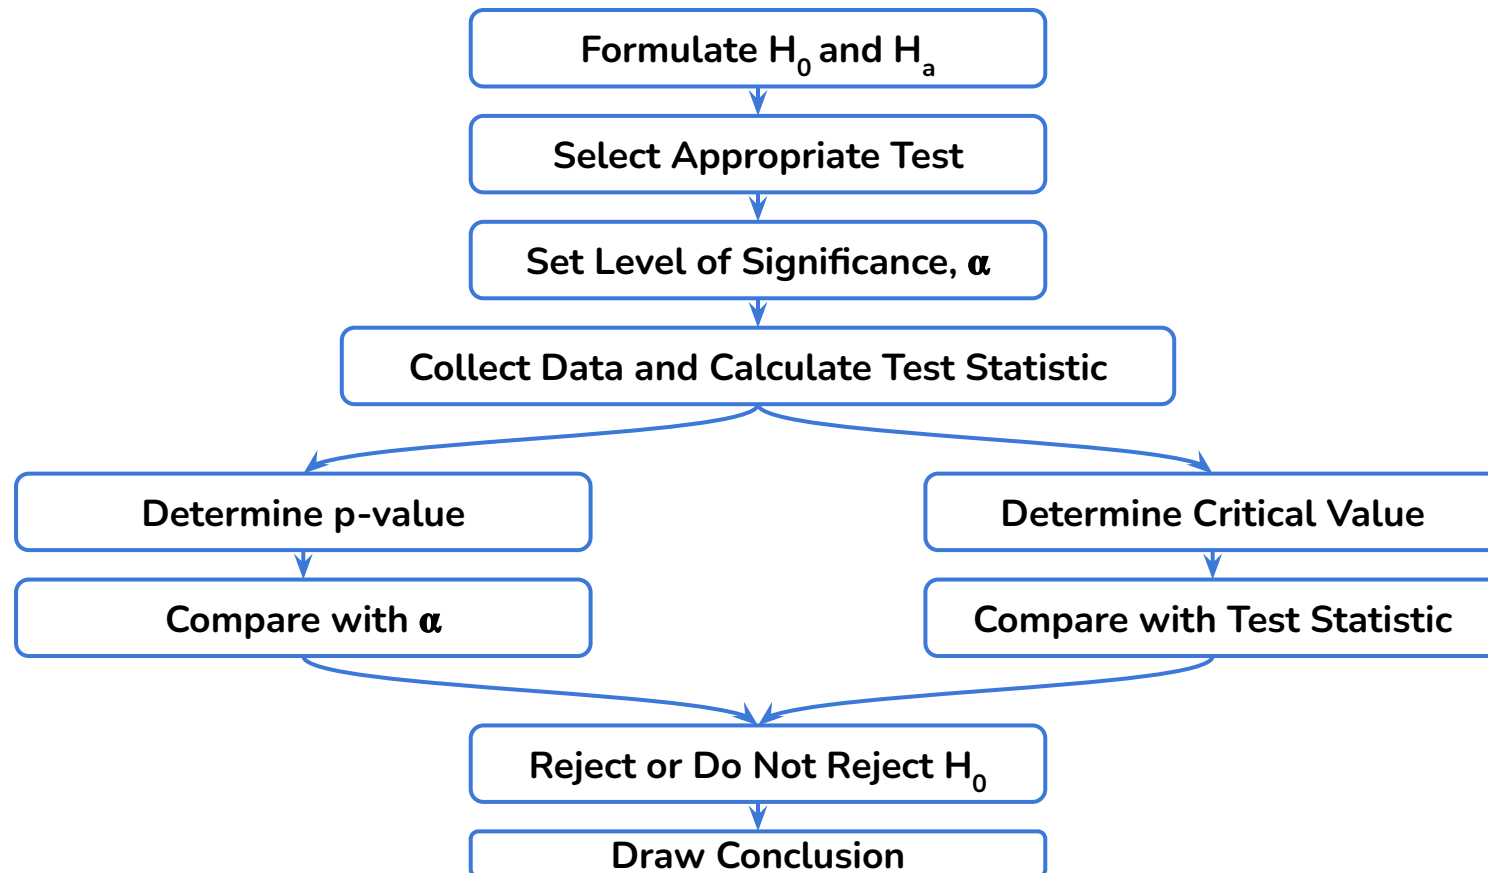 Formulate H₀ and Hₐ
Select Appropriate Test
Set Level of Significance, α
Collect Data and Calculate Test Statistic
Determine p-value
Determine Critical Value
Compare with α
Compare with Test Statistic
Reject or Do Not Reject H₀
Draw Conclusion